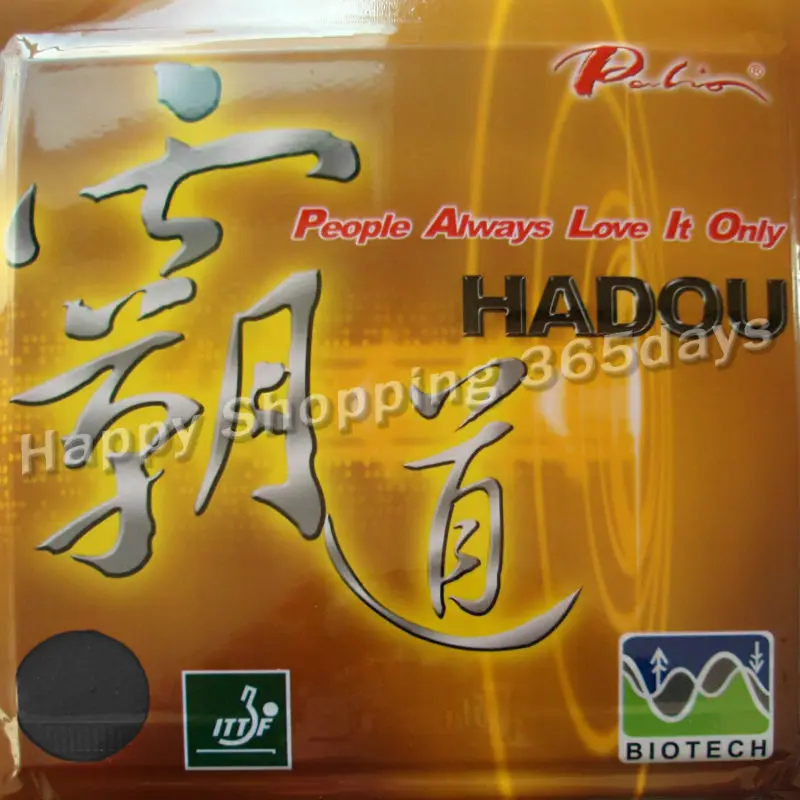 Palio®
People Always Love It Only
HADOU
霸道
Happy Shopping 365days
ITTF
BIOTECH